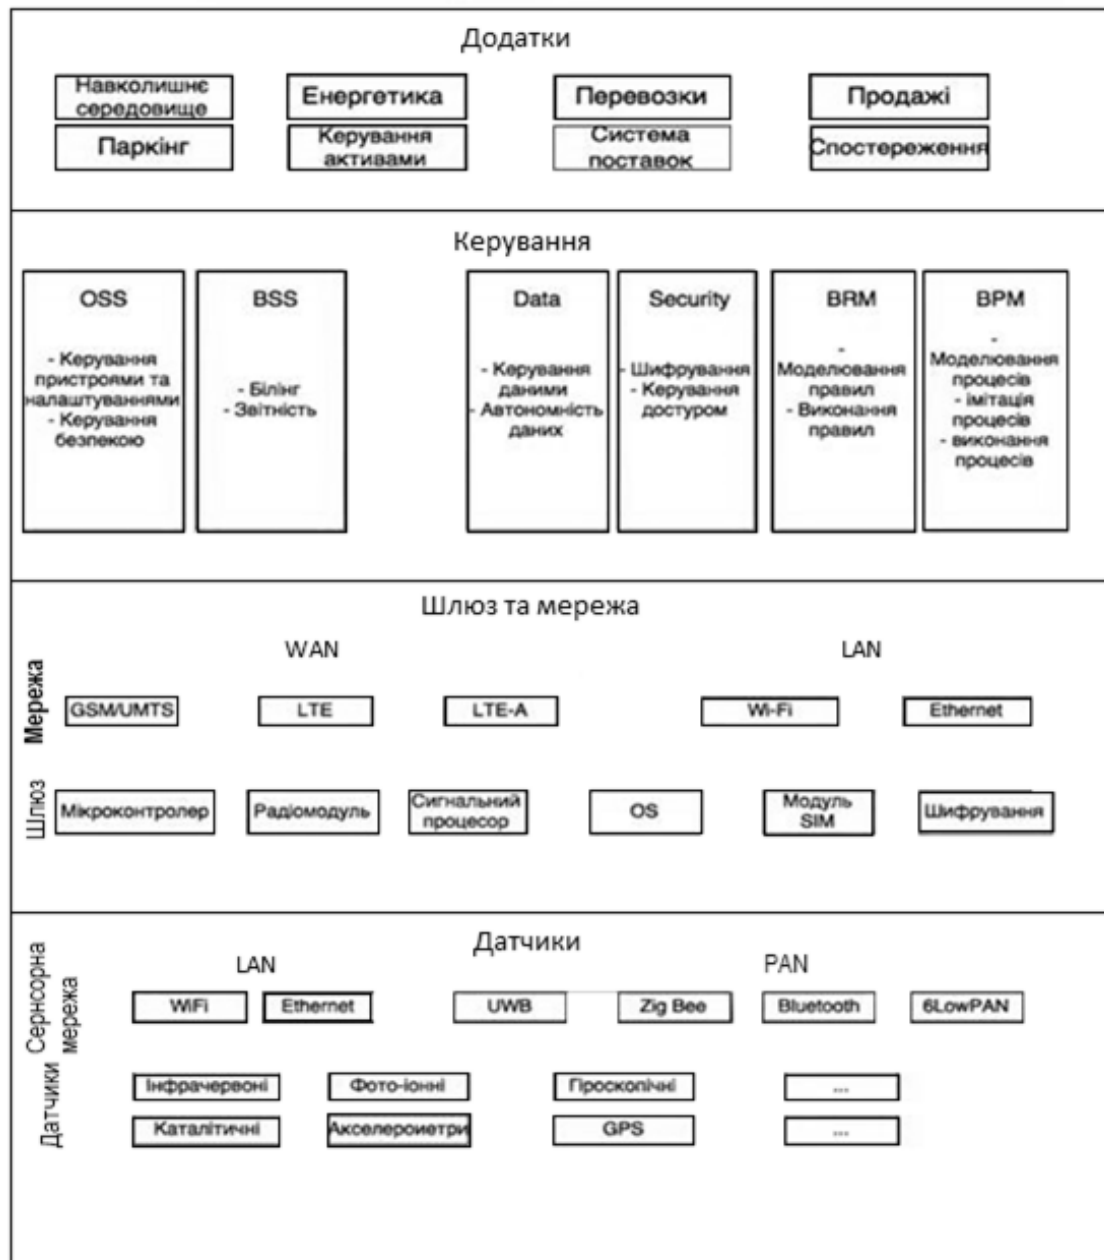 Додатки
Навколишнє
середовище
Енергетика
Перевозки
Продажі
Паркінг
Керування
активами
Система
поставок
Спостереження
Керування
OSS
- Керування
пристроями та
налаштуваннями
- Керування
безпекою
BSS
- Білінг
- Звітність
Data
- Керування
даними
- Автономність
даних
Security
- Шифрування
- Керування
достуром
BRM
-
Моделювання
правил
- Виконання
правил
BPM
-
Моделювання
процесів
- імітація
процесів
- виконання
процесів
Шлюз та мережа
Мережа
WAN
LAN
GSM/UMTS
LTE
LTE-A
Wi-Fi
Ethernet
Шлюз
Мікроконтролер
Радіомодуль
Сигнальний
процесор
OS
Модуль
SIM
Шифрування
Датчики
Сернсорна
мережа
LAN
PAN
WiFi
Ethernet
UWB
Zig Bee
Bluetooth
6LowPAN
Датчики
Інфрачервоні
Фото-іонні
Гіроскопічні
...
Каталітичні
Акселероиетри
GPS
...